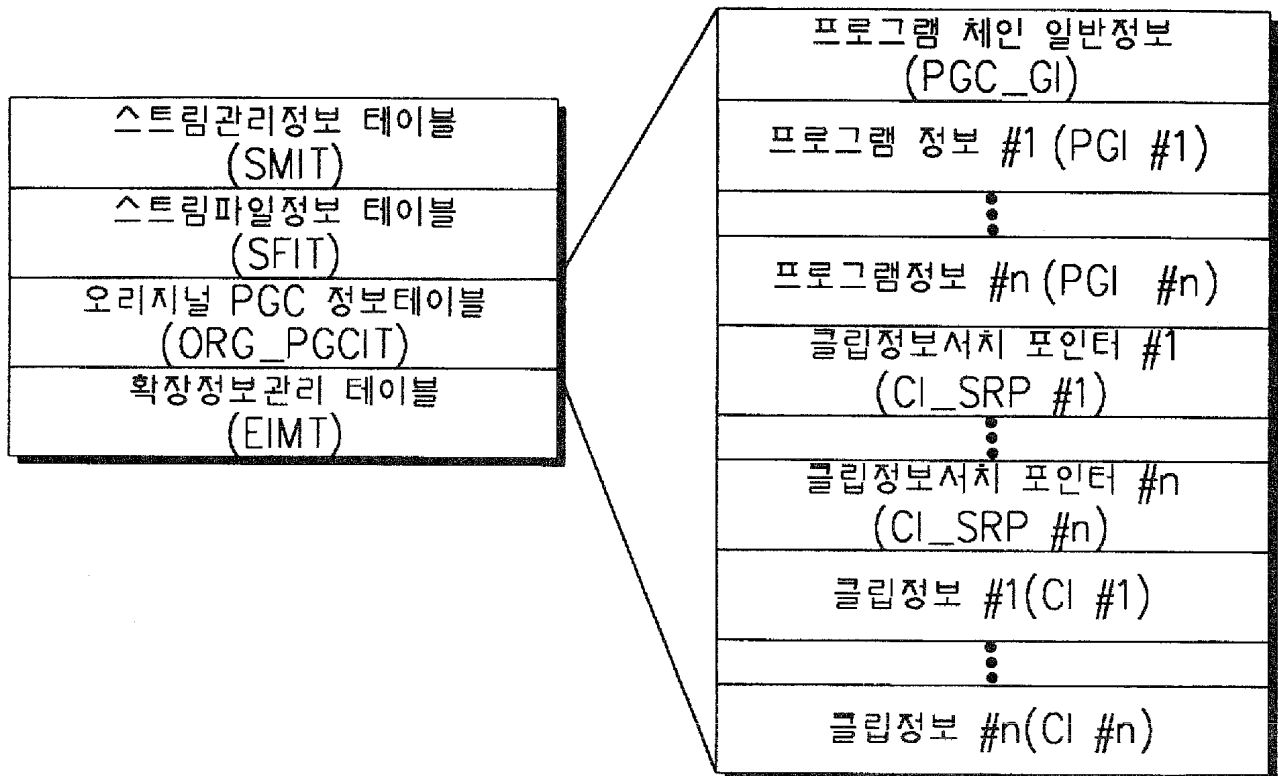 스트림관리정보 테이블
(SMIT)
스트림파일정보 테이블
(SFIT)
오리지널 PGC 정보테이블
(ORG_PGCIT)
확장정보관리 테이블
(EIMT)
프로그램 체인 일반정보
(PGC_GI)
프로그램 정보 #1 (PGI #1)
프로그램정보 #n (PGI #n)
클립정보서치 포인터 #1
(CI_SRP #1)
클립정보서치 포인터 #n
(CI_SRP #n)
클립정보 #1(CI #1)
클립정보 #n(CI #n)